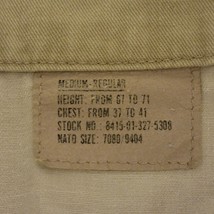 MEDIUM-REGULAR
HEIGHT: FROM 67 TO 71
CHEST: FROM 37 TO 41
STOCK NO.: 8415-01-327-5308
NATO SIZE: 7080/9404